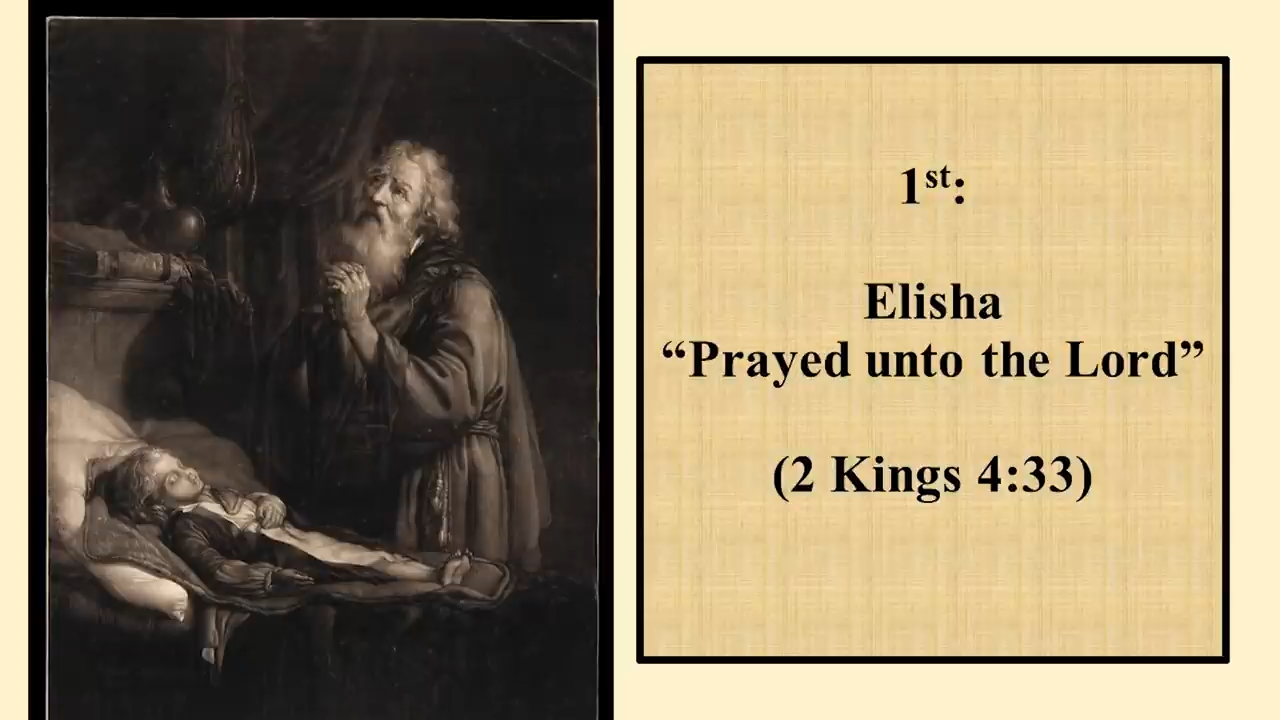 1st:
Elisha
“Prayed unto the Lord”
(2 Kings 4:33)